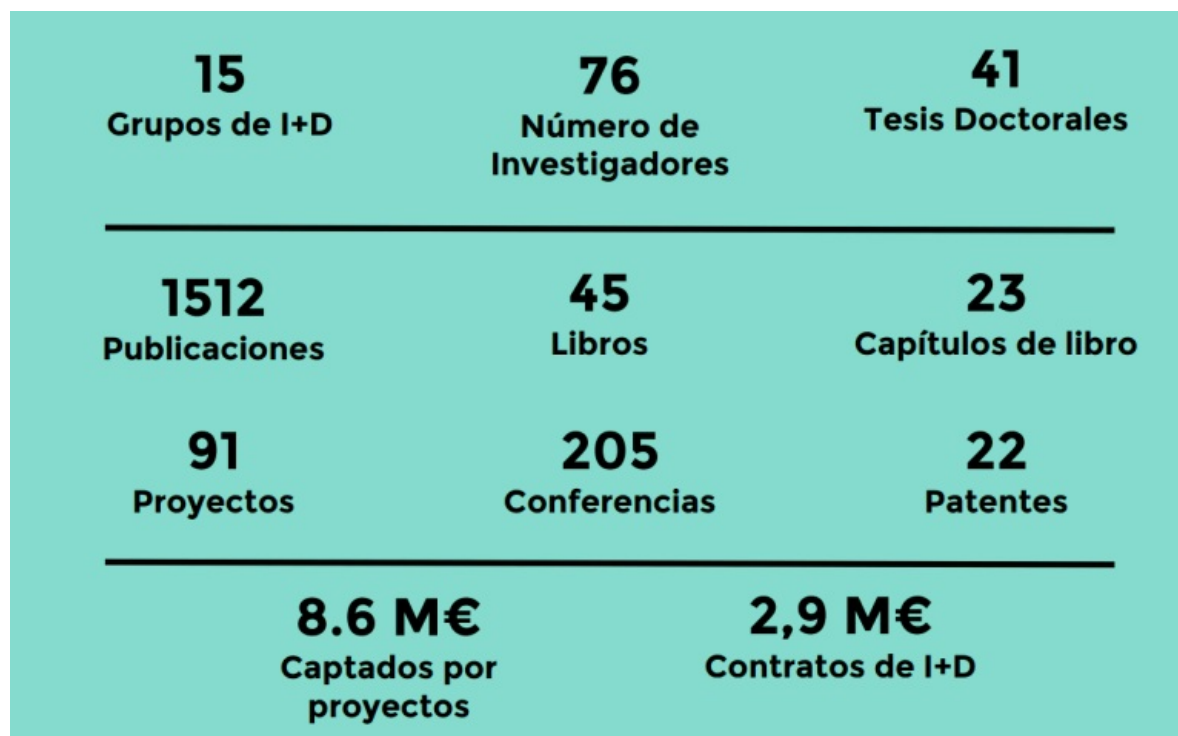 15
Grupos de I+D
76
Número de
Investigadores
41
Tesis Doctorales
1512
Publicaciones
45
Libros
23
Capítulos de libro
91
Proyectos
205
Conferencias
22
Patentes
8.6 M€
Captados por
proyectos
2,9 M€
Contratos de I+D